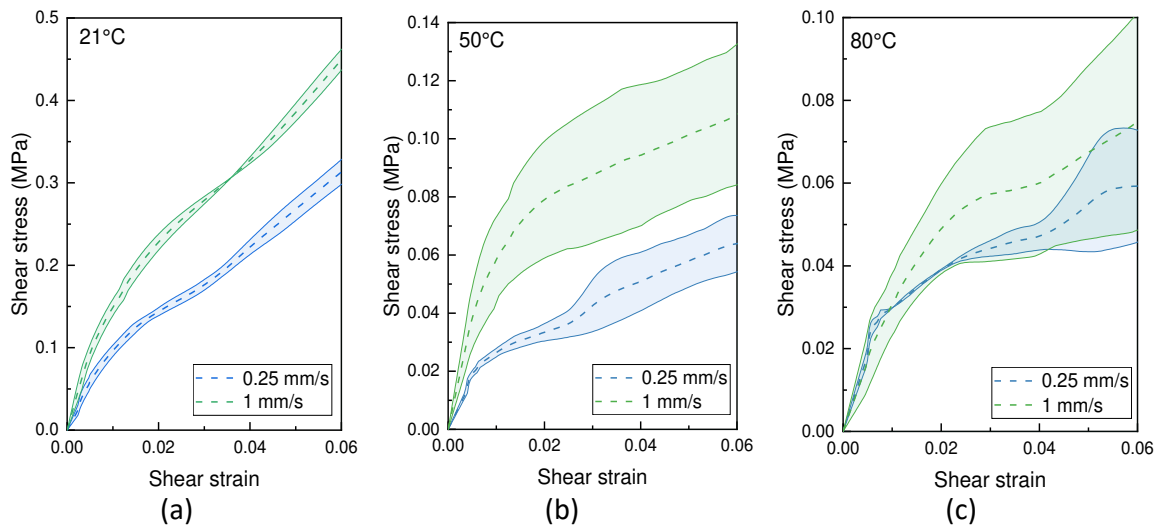 21°C
Shear stress (MPa)
0.5
0.4
0.3
0.2
0.1
0.0
0.00 0.02 0.04 0.06
Shear strain
0.25 mm/s
1 mm/s
(a)
50°C
Shear stress (MPa)
0.14
0.12
0.10
0.08
0.06
0.04
0.02
0.00
0.00 0.02 0.04 0.06
Shear strain
0.25 mm/s
1 mm/s
(b)
80°C
Shear stress (MPa)
0.10
0.08
0.06
0.04
0.02
0.00
0.00 0.02 0.04 0.06
Shear strain
0.25 mm/s
1 mm/s
(c)